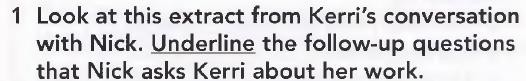 1 Look at this extract from Kerri's conversation
with Nick. Underline the follow-up questions
that Nick asks Kerri about her work.